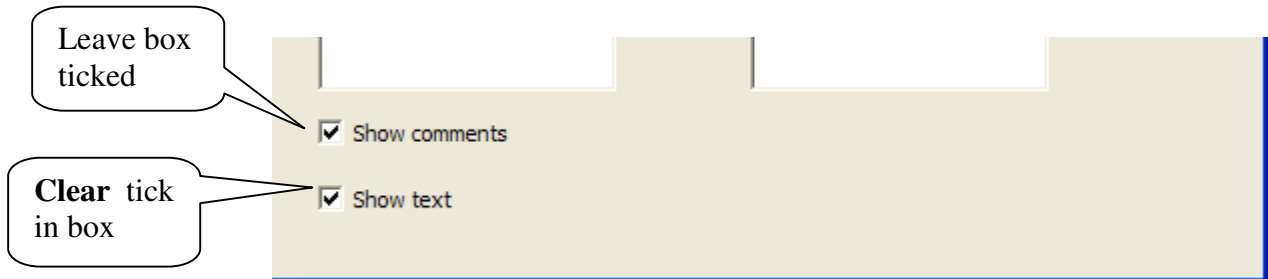 Leave box
ticked
Show comments
Clear tick
in box
Show text